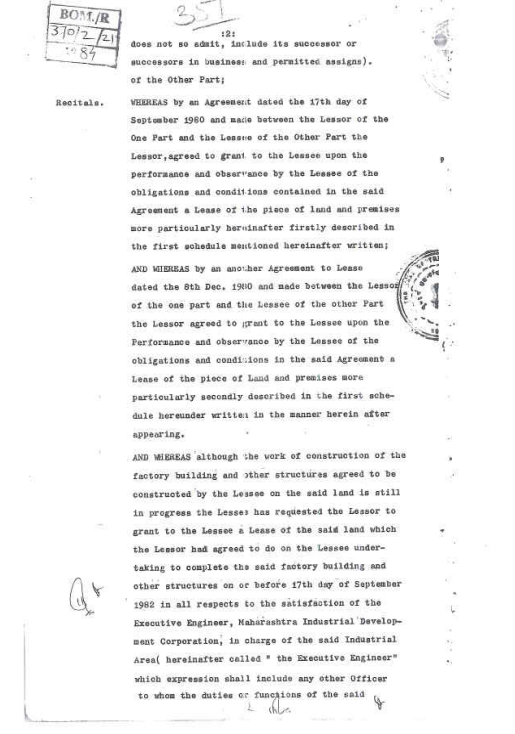 BOM./R
370/2/21
1984
:2:
does not so admit, include its successor or
successors in business and permitted assigns).
of the Other Part;
Recitals.
WHEREAS by an Agreement dated the 17th day of
September 1980 and made between the Lessor of the
One Part and the Lessee of the Other Part the
Lessor,agreed to grant to the Lessee upon the
performance and observance by the Lessee of the
obligations and conditions contained in the said
Agreement a Lease of the piece of land and premises
more particularly hereinafter firstly described in
the first schedule mentioned hereinafter written;
AND WHEREAS by an another Agreement to Lease
dated the 8th Dec. 1980 and made between the Lessor
of the one part and the Lessee of the other Part
the Lessor agreed to grant to the Lessee upon the
Performance and observance by the Lessee of the
obligations and conditions in the said Agreement a
Lease of the piece of Land and premises more
particularly secondly described in the first sche-
dule hereunder written in the manner herein after
appearing.
AND WHEREAS although the work of construction of the
factory building and other structures agreed to be
constructed by the Lessee on the said land is still
in progress the Lessee has requested the Lessor to
grant to the Lessee a Lease of the said land which
the Lessor had agreed to do on the Lessee under-
taking to complete the said factory building and
other structures on or before 17th day of September
1982 in all respects to the satisfaction of the
Executive Engineer, Maharashtra Industrial Develop-
ment Corporation, in charge of the said Industrial
Area( hereinafter called " the Executive Engineer"
which expression shall include any other Officer
to whom the duties or functions of the said